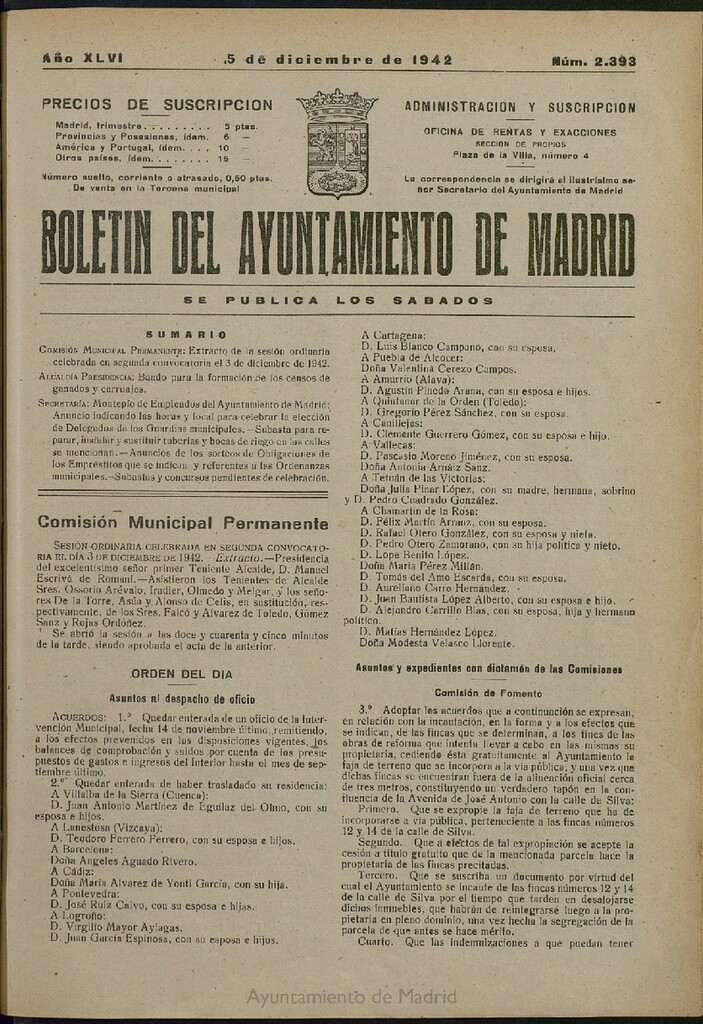 Año XLVI
5 de diciembre de 1942
Núm. 2.393
PRECIOS DE SUSCRIPCION
Madrid, trimestre......... 5 ptas.
Provincias y Posesiones, ídem. 6 —
América y Portugal, ídem.... 10 —
Otros países, ídem......... 15 —
Número suelto, corriente o atrasado, 0,50 ptas.
De venta en la Tercena municipal
ADMINISTRACION Y SUSCRIPCION
OFICINA DE RENTAS Y EXACCIONES
SECCION DE PROPIOS
Plaza de la Villa, número 4
La correspondencia se dirigirá al ilustrísimo se-
ñor Secretario del Ayuntamiento de Madrid
BOLETIN DEL AYUNTAMIENTO DE MADRID
SE PUBLICA LOS SABADOS
SUMARIO
COMISIÓN MUNICIPAL PERMANENTE: Extracto de la sesión ordinaria
celebrada en segunda convocatoria el 3 de diciembre de 1942.
ALCALDÍA PRESIDENCIA: Bando para la formación de los censos de
ganados y carruajes.
SECRETARÍA: Montepío de Empleados del Ayuntamiento de Madrid:
Anuncio indicando las horas y local para celebrar la elección
de Delegados de los Guardias municipales.—Subasta para re-
parar, instalar y sustituir tuberías y bocas de riego en las calles
se mencionan.—Anuncios de los sorteos de Obligaciones de
los Empréstitos que se indican y referentes a las Ordenanzas
municipales.—Subastas y concursos pendientes de celebración.
Comisión Municipal Permanente
SESIÓN ORDINARIA CELEBRADA EN SEGUNDA CONVOCATO-
RIA EL DÍA 3 DE DICIEMBRE DE 1942.—Extracto.—Presidencia
del excelentísimo señor primer Teniente Alcalde, D. Manuel
Escrivá de Romaní.—Asistieron los Tenientes de Alcalde
Sres. Ossorio Arévalo, Iradier, Olmedo y Melgar, y los seño-
res De la Torre, Asúa y Alonso de Celis, en sustitución, res-
pectivamente, de los Sres. Falcó y Alvarez de Toledo, Gómez
Sanz y Rojas Ordóñez.
Se abrió la sesión a las doce y cuarenta y cinco minutos
de la tarde, siendo aprobada el acta de la anterior.
ORDEN DEL DIA
Asuntos al despacho de oficio
ACUERDOS: 1.º Quedar enterada de un oficio de la Inter-
vención Municipal, fecha 14 de noviembre último, remitiendo,
a los efectos prevenidos en las disposiciones vigentes, los
balances de comprobación y saldos por cuenta de los presu-
puestos de gastos e ingresos del Interior hasta el mes de sep-
tiembre último.
2.º Quedar enterada de haber trasladado su residencia:
A Villalba de la Sierra (Cuenca):
D. Juan Antonio Martínez de Eguílaz del Olmo, con su
esposa e hijos.
A Lanestosa (Vizcaya):
D. Teodoro Ferrero Ferrero, con su esposa e hijos.
A Barcelona:
Doña Angeles Aguado Rivero.
A Cádiz:
Doña María Alvarez de Yonti García, con su hija.
A Pontevedra:
D. José Ruiz Calvo, con su esposa e hijas.
A Logroño:
D. Virgilio Mayor Aylagas.
D. Juan García Espinosa, con su esposa e hijos.
A Cartagena:
D. Luis Blanco Campano, con su esposa.
A Puebla de Alcocer:
Doña Valentina Cerezo Campos.
A Amurrio (Alava):
D. Agustín Pinedo Arana, con su esposa e hijos.
A Quintanar de la Orden (Toledo):
D. Gregorio Pérez Sánchez, con su esposa.
A Canillejas:
D. Clemente Guerrero Gómez, con su esposa e hijo.
A Vallecas:
D. Pascasio Moreno Jiménez, con su esposa.
Doña Antonia Arnáiz Sanz.
A Tetuán de las Victorias:
Doña Julia Pinar López, con su madre, hermana, sobrino
y D. Pedro Cuadrado González.
A Chamartín de la Rosa:
D. Félix Martín Arranz, con su esposa.
D. Rafael Otero González, con su esposa y nieta.
D. Pedro Otero Zamorano, con su hija política y nieto.
D. Lope Benito López.
Doña María Pérez Millán.
D. Tomás del Amo Escarda, con su esposa.
D. Aureliano Carro Hernández.
D. Juan Bautista López Alberto, con su esposa e hijo.
D. Alejandro Carrillo Blas, con su esposa, hija y hermano
político.
D. Matías Hernández López.
Doña Modesta Velasco Llorente.
Asuntos y expedientes con dictamen de las Comisiones
Comisión de Fomento
3.º Adoptar los acuerdos que a continuación se expresan,
en relación con la incautación, en la forma y a los efectos que
se indican, de las fincas que se determinan, a los fines de las
obras de reforma que intenta llevar a cabo en las mismas su
propietaria, cediendo ésta gratuitamente al Ayuntamiento la
faja de terreno que se incorpora a la vía pública, y una vez que
dichas fincas se encuentran fuera de la alineación oficial cerca
de tres metros, constituyendo un verdadero tapón en la con-
fluencia de la Avenida de José Antonio con la calle de Silva:
Primero. Que se expropie la faja de terreno que ha de
incorporarse a vía pública, perteneciente a las fincas números
12 y 14 de la calle de Silva.
Segundo. Que a efectos de tal expropiación se acepte la
cesión a título gratuito que de la mencionada parcela hace la
propietaria de las fincas precitadas.
Tercero. Que se suscriba un documento por virtud del
cual el Ayuntamiento se incaute de las fincas números 12 y 14
de la calle de Silva por el tiempo que tarden en desalojarse
dichos inmuebles, que habrán de reintegrarse luego a la pro-
pietaria en pleno dominio, una vez hecha la segregación de la
parcela de que antes se hace mérito.
Cuarto. Que las indemnizaciones a que puedan tener
Ayuntamiento de Madrid